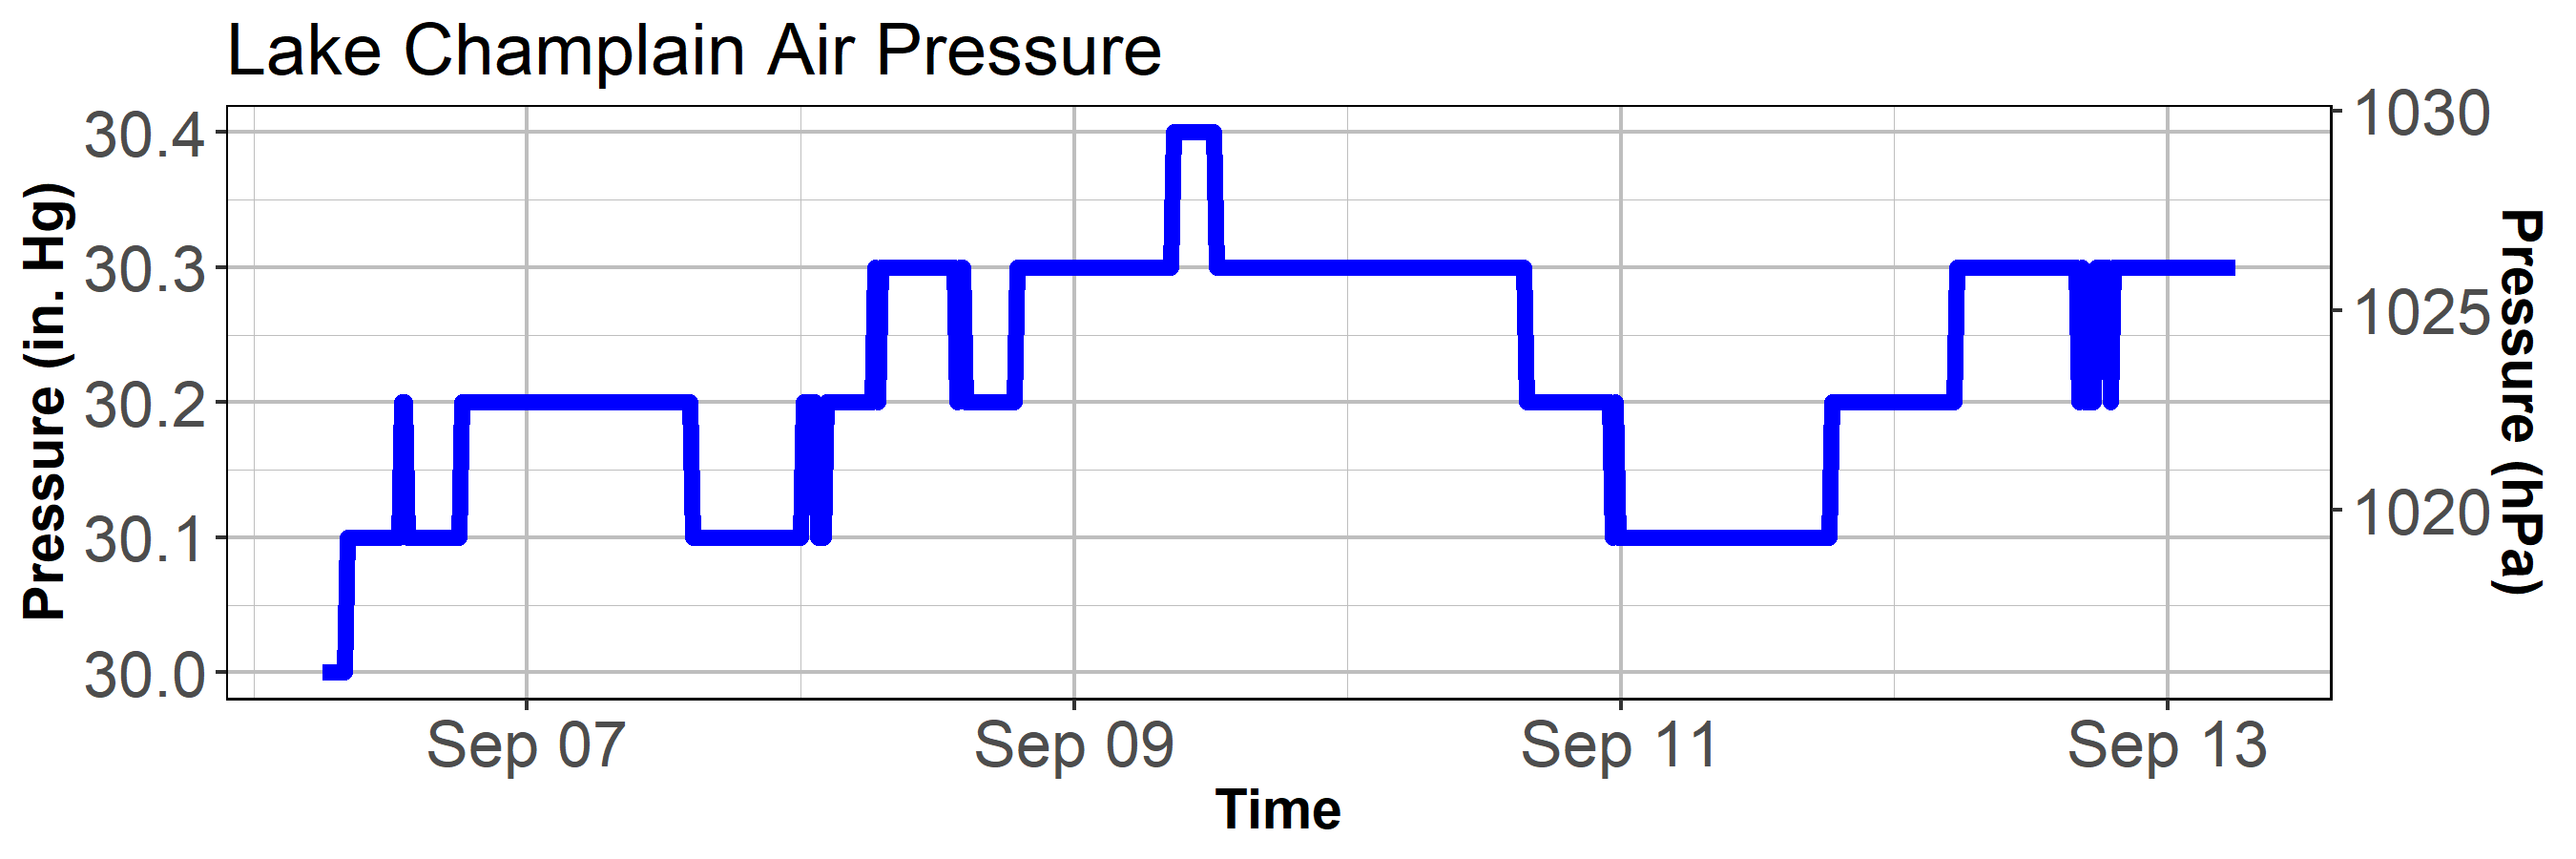 Lake Champlain Air Pressure
Pressure (in. Hg)
30.4
30.3
30.2
30.1
30.0
1030
1025
1020
Pressure (hPa)
Sep 07
Sep 09
Sep 11
Sep 13
Time